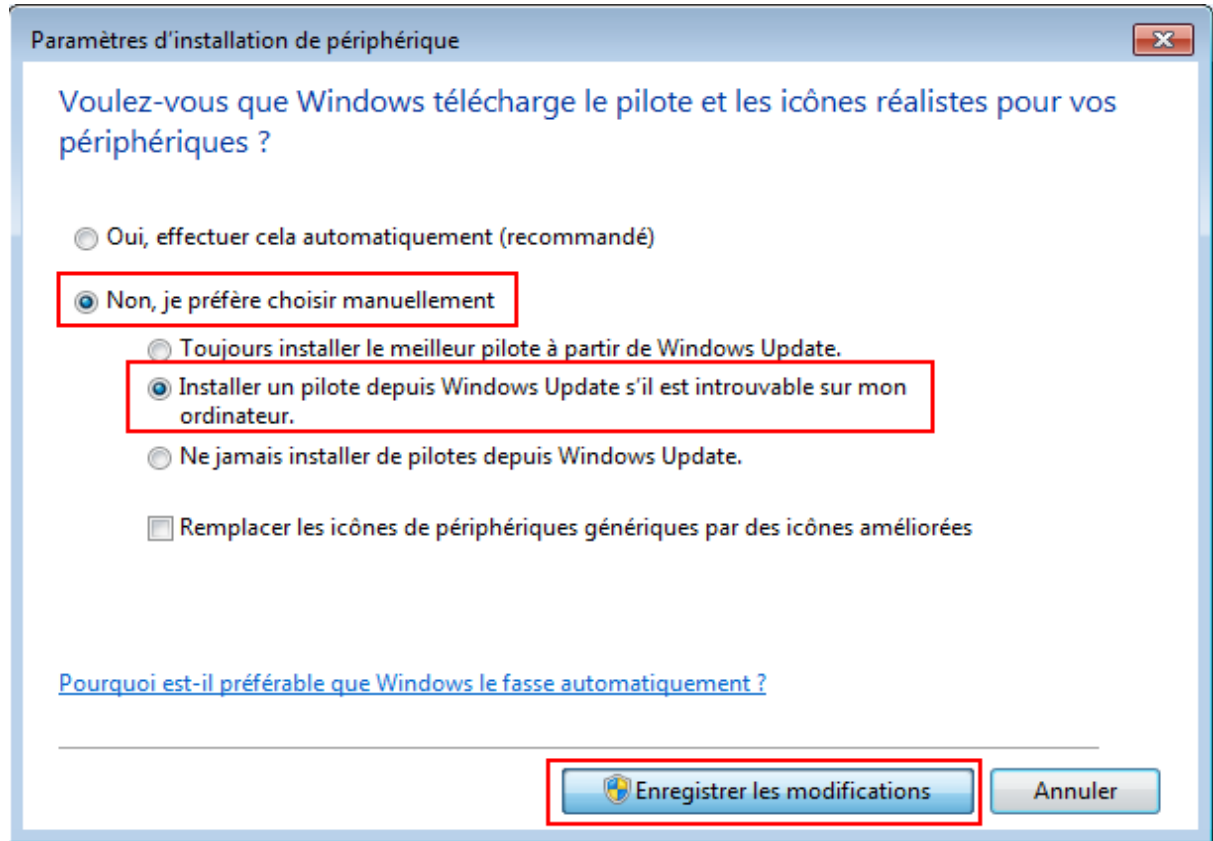 Paramètres d'installation de périphérique
Voulez-vous que Windows télécharge le pilote et les icônes réalistes pour vos
périphériques ?
Oui, effectuer cela automatiquement (recommandé)
Non, je préfère choisir manuellement
Toujours installer le meilleur pilote à partir de Windows Update.
Installer un pilote depuis Windows Update s'il est introuvable sur mon
ordinateur.
Ne jamais installer de pilotes depuis Windows Update.
Remplacer les icônes de périphériques génériques par des icônes améliorées
Pourquoi est-il préférable que Windows le fasse automatiquement ?
Enregistrer les modifications
Annuler